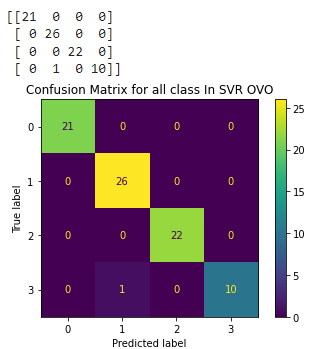 [[21 0 0 0]
[ 0 26 0 0]
[ 0 0 22 0]
[ 0 1 0 10]]
Confusion Matrix for all class In SVR OVO
True label
0 21 0 0 0
1 0 26 0 0
2 0 0 22 0
3 0 1 0 10
0 1 2 3
Predicted label
25
20
15
10
5
0